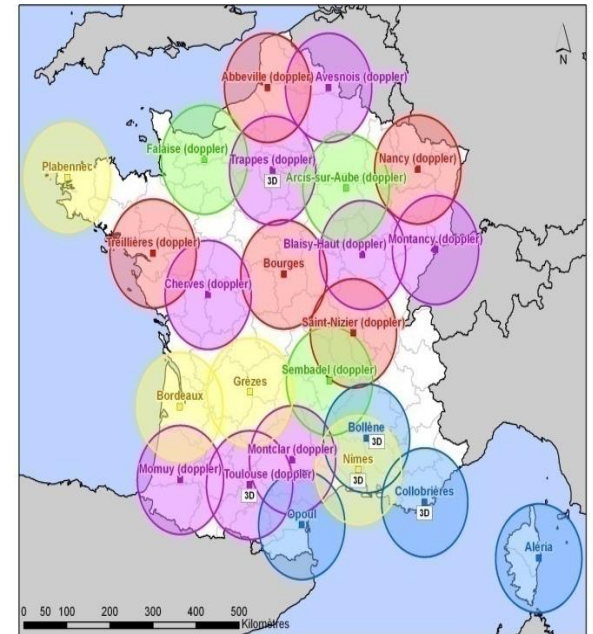 N
Abbeville (doppler)
Avesnois (doppler)
Plabennec
Falaise (doppler)
Trappes (doppler)
3D
Arcis-sur-Aube (doppler)
Nancy (doppler)
Treillières (doppler)
Bourges
Blaisy-Haut (doppler)
Montancy (doppler)
Cherves (doppler)
Saint-Nizier (doppler)
Sembadel (doppler)
Grèzes
Bordeaux
Bollène
3D
Montclar (doppler)
Nîmes
3D
Momuy (doppler)
Toulouse (doppler)
3D
Collobrières
3D
Opoul
Aléria
0 50 100 200 300 400 500
Kilomètres